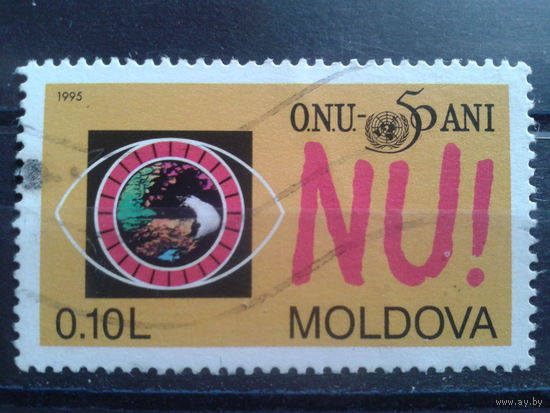 1995
O.N.U.-50 ANI
NU!
0.10L
MOLDOVA
www.ay.by